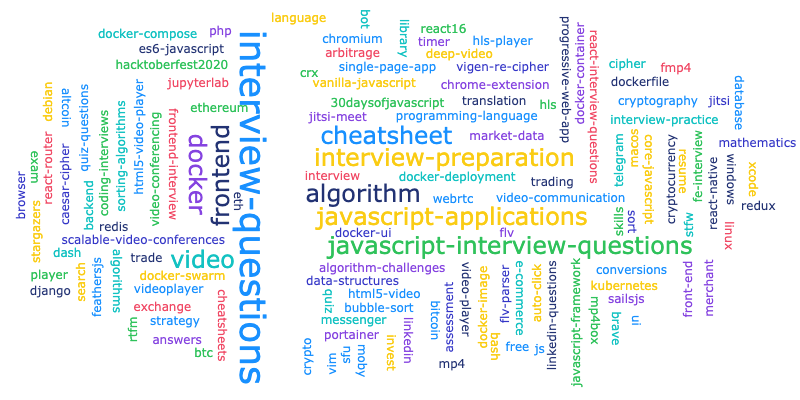 language
docker-compose
php
es6-javascript
hacktoberfest2020
jupyterlab
ethereum
debian
altcoin
quiz-questions
html5-video-player
coding-interviews
sorting-algorithms
video-conferencing
frontend-interview
docker
frontend
eth
interview-questions
exam
react-router
caesar-cipher
browser
stargazers
backend
redis
scalable-video-conferences
dash
trade
video
player
search
feathersjs
algorithms
docker-swarm
videoplayer
django
exchange
rtfm
strategy
answers
btc
cheatsheets
bot
library
react16
chromium
timer
hls-player
arbitrage
deep-video
crx
single-page-app
vigen-re-cipher
vanilla-javascript
chrome-extension
30daysofjavascript
translation
hls
jitsi-meet
programming-language
progressive-web-app
docker-container
react-interview-questions
cheatsheet
market-data
interview-preparation
interview
docker-deployment
trading
algorithm
webrtc
video-communication
javascript-applications
docker-ui
flv
javascript-interview-questions
cipher
fmp4
dockerfile
cryptography
jitsi
database
interview-practice
mathematics
telegram
macos
core-javascript
cryptocurrency
resume
fe-interview
react-native
windows
xcode
redux
skills
sort
stfw
linux
algorithm-challenges
data-structures
quiz
html5-video
bubble-sort
messenger
portainer
crypto
vim
njs
moby
invest
linkedin
bitcoin
assessment
video-player
mp4
docker-image
bash
flv-parser
e-commerce
free
auto-click
js
linkedin-questions
javascript-framework
mp4box
conversions
kubernetes
sailsjs
brave
ui
front-end
merchant